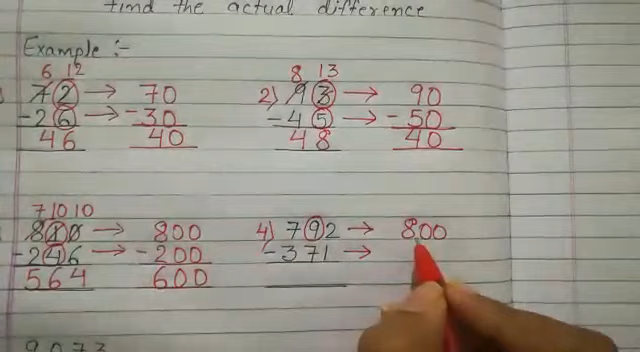 find the actual difference
Example :-
6 12
72 → 70
-26 → -30
46 40
8 13
2) 93 → 90
-45 → -50
48 40
7 10 10
810 → 800
-246 → -200
564 600
4) 792 → 800
-371 →